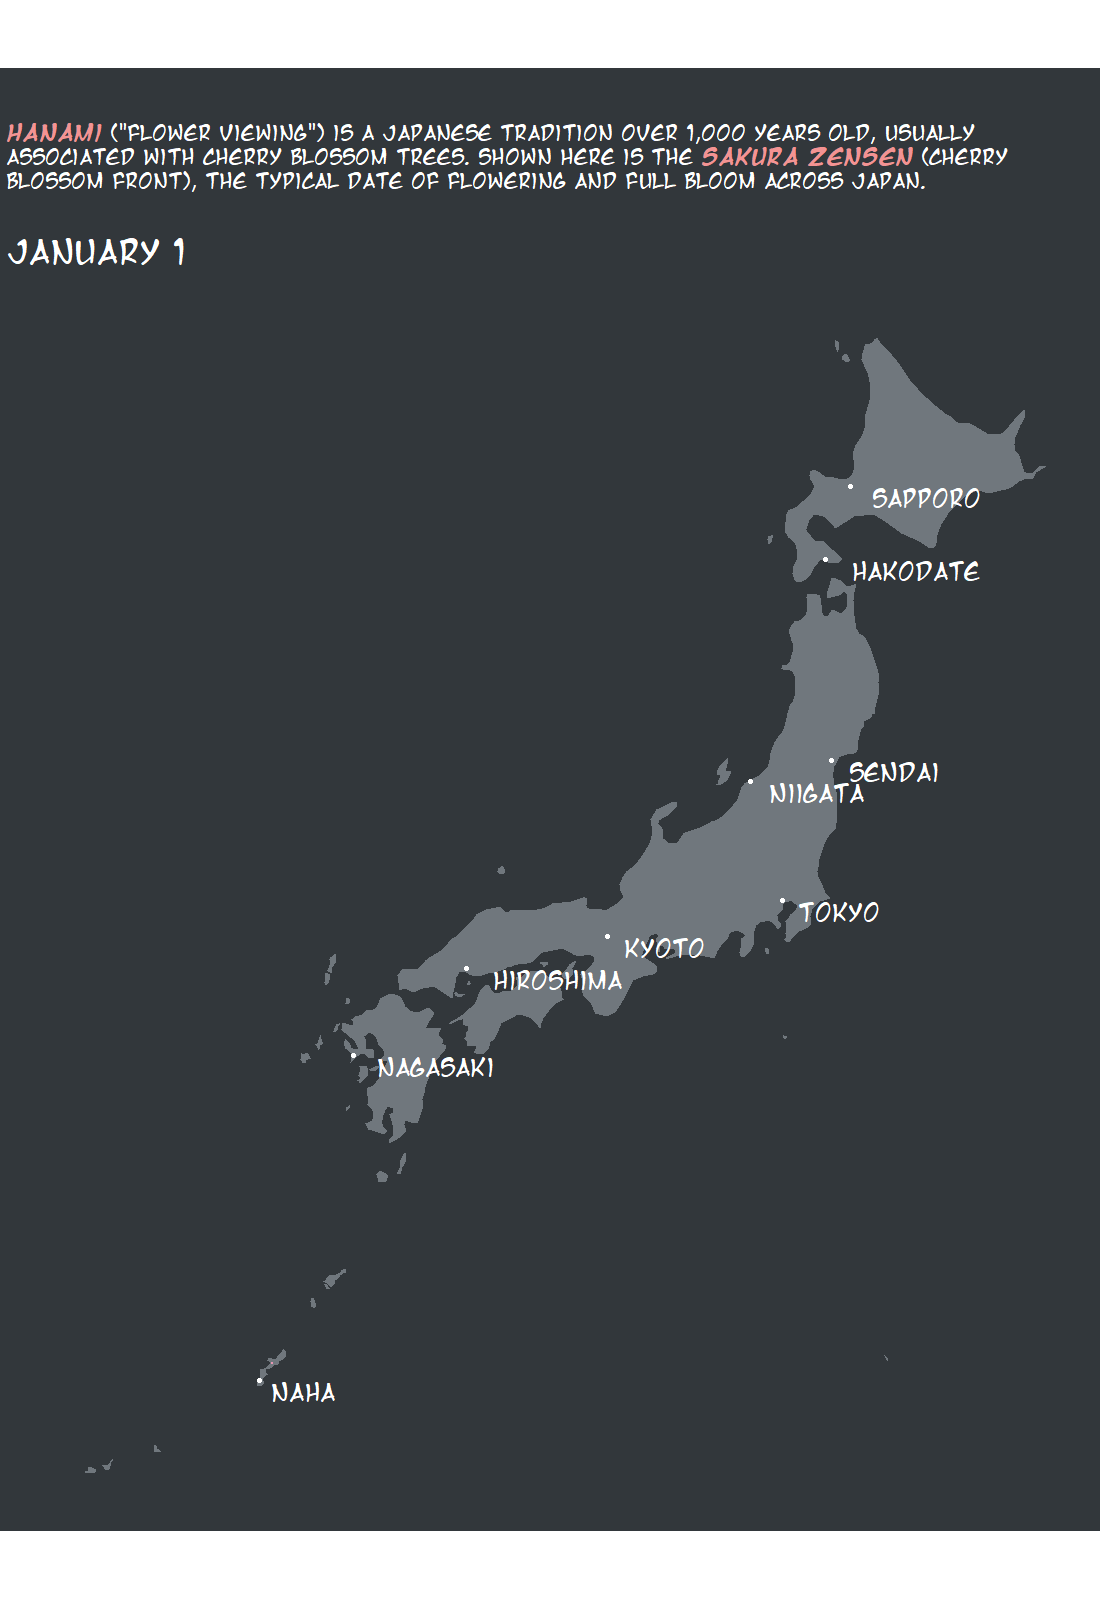 HANAMI ("FLOWER VIEWING") IS A JAPANESE TRADITION OVER 1,000 YEARS OLD, USUALLY
ASSOCIATED WITH CHERRY BLOSSOM TREES. SHOWN HERE IS THE SAKURA ZENSEN (CHERRY
BLOSSOM FRONT), THE TYPICAL DATE OF FLOWERING AND FULL BLOOM ACROSS JAPAN.
JANUARY 1
SAPPORO
HAKODATE
SENDAI
NIIGATA
TOKYO
KYOTO
HIROSHIMA
NAGASAKI
NAHA